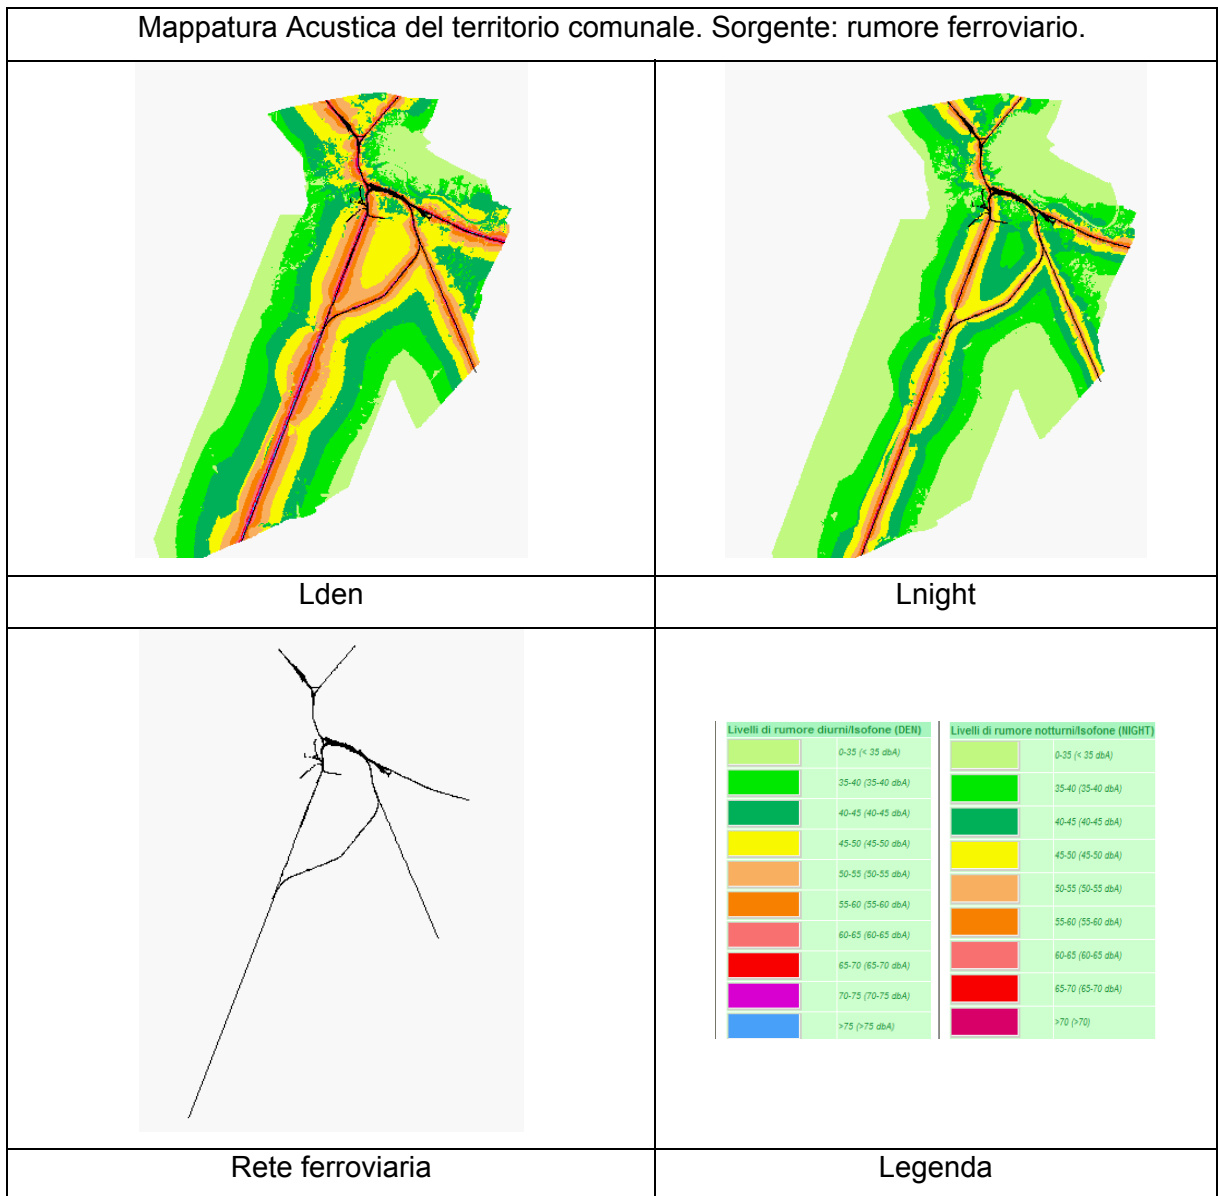 Mappatura Acustica del territorio comunale. Sorgente: rumore ferroviario.
Lden
Lnight
Livelli di rumore diurni/Isofone (DEN)
0-35 (< 35 dbA)
35-40 (35-40 dbA)
40-45 (40-45 dbA)
45-50 (45-50 dbA)
50-55 (50-55 dbA)
55-60 (55-60 dbA)
60-65 (60-65 dbA)
65-70 (65-70 dbA)
70-75 (70-75 dbA)
>75 (>75 dbA)
Livelli di rumore notturni/Isofone (NIGHT)
0-35 (< 35 dbA)
35-40 (35-40 dbA)
40-45 (40-45 dbA)
45-50 (45-50 dbA)
50-55 (50-55 dbA)
55-60 (55-60 dbA)
60-65 (60-65 dbA)
65-70 (65-70 dbA)
>70 (>70)
Rete ferroviaria
Legenda